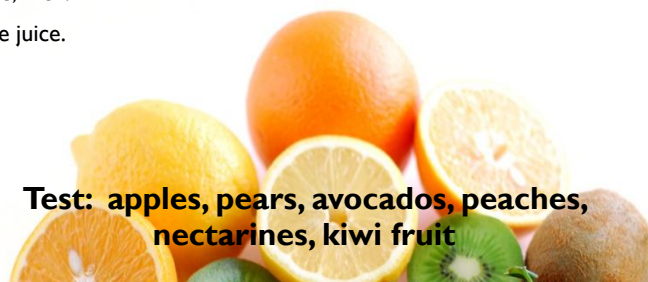 e juice.
Test: apples, pears, avocados, peaches,
nectarines, kiwi fruit